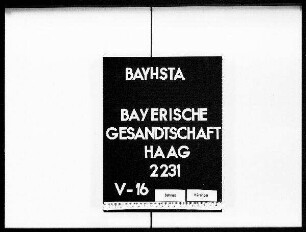 BAYHSTA
BAYERISCHE
GESANDTSCHAFT
HAAG
2231
V-16